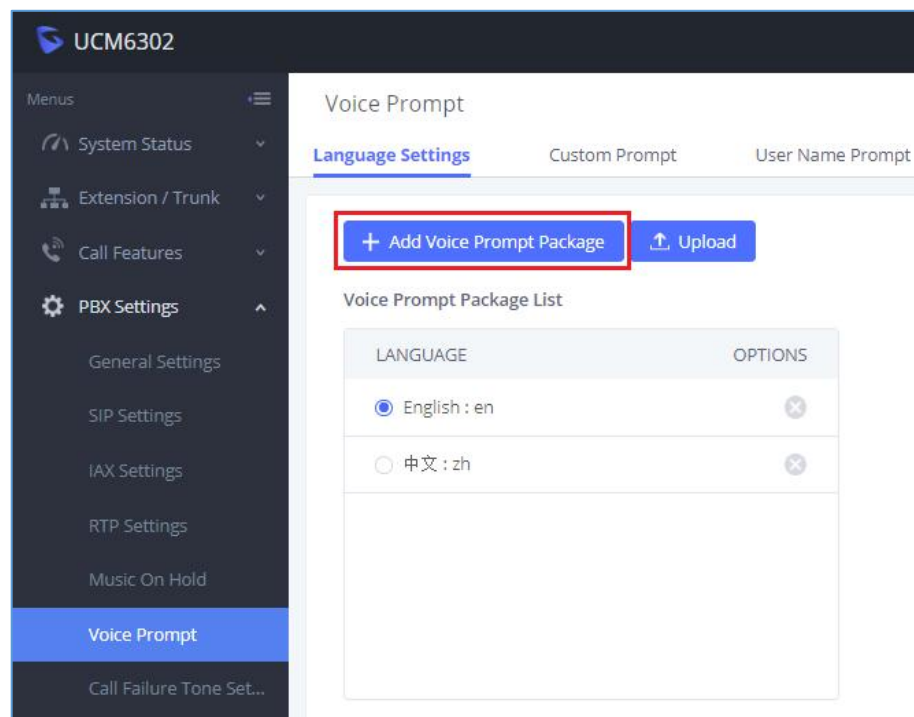 UCM6302
Menus
System Status
Extension / Trunk
Call Features
PBX Settings
General Settings
SIP Settings
IAX Settings
RTP Settings
Music On Hold
Voice Prompt
Call Failure Tone Set...
Voice Prompt
Language Settings Custom Prompt User Name Prompt
+ Add Voice Prompt Package Upload
Voice Prompt Package List
LANGUAGE OPTIONS
English : en
中文 : zh